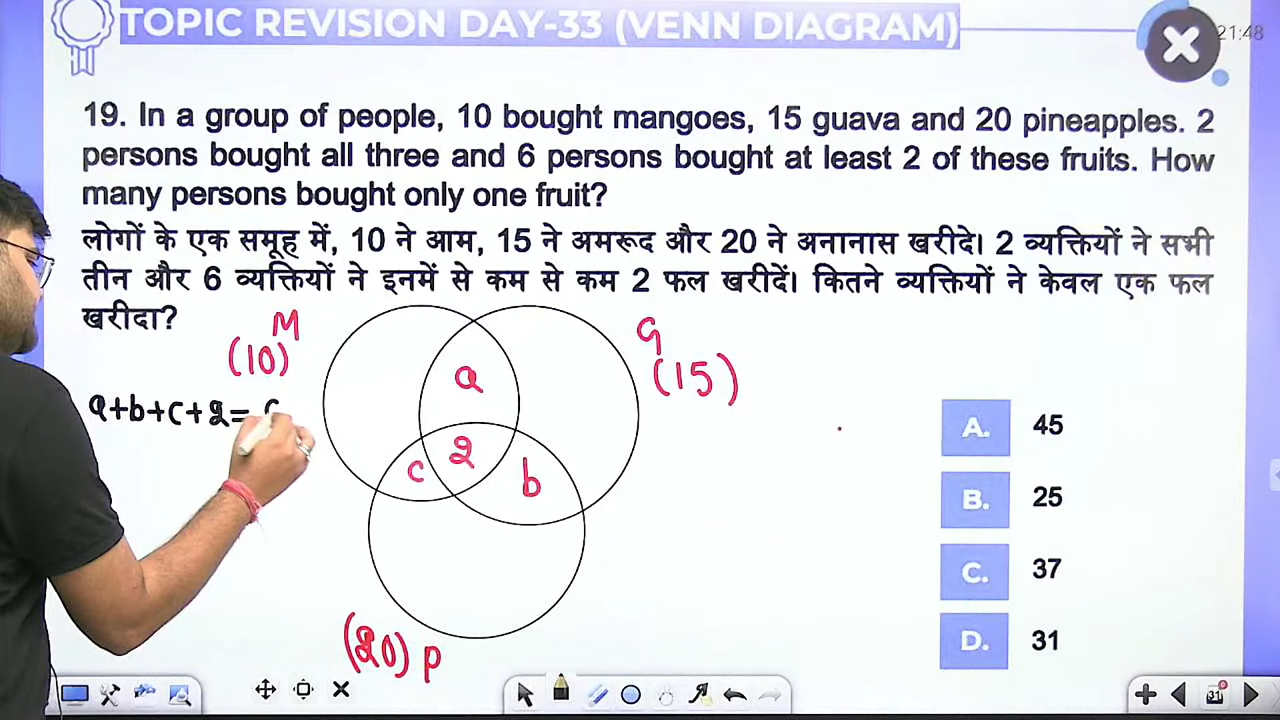 TOPIC REVISION DAY-33 (VENN DIAGRAM)
21:48
19. In a group of people, 10 bought mangoes, 15 guava and 20 pineapples. 2
persons bought all three and 6 persons bought at least 2 of these fruits. How
many persons bought only one fruit?
लोगों के एक समूह में, 10 ने आम, 15 ने अमरूद और 20 ने अनानास खरीदे। 2 व्यक्तियों ने सभी
तीन और 6 व्यक्तियों ने इनमें से कम से कम 2 फल खरीदें। कितने व्यक्तियों ने केवल एक फल
खरीदा?
M
(10)
G
(15)
a
a+b+c+2=
2
c
b
(20) P
A. 45
B. 25
C. 37
D. 31
31